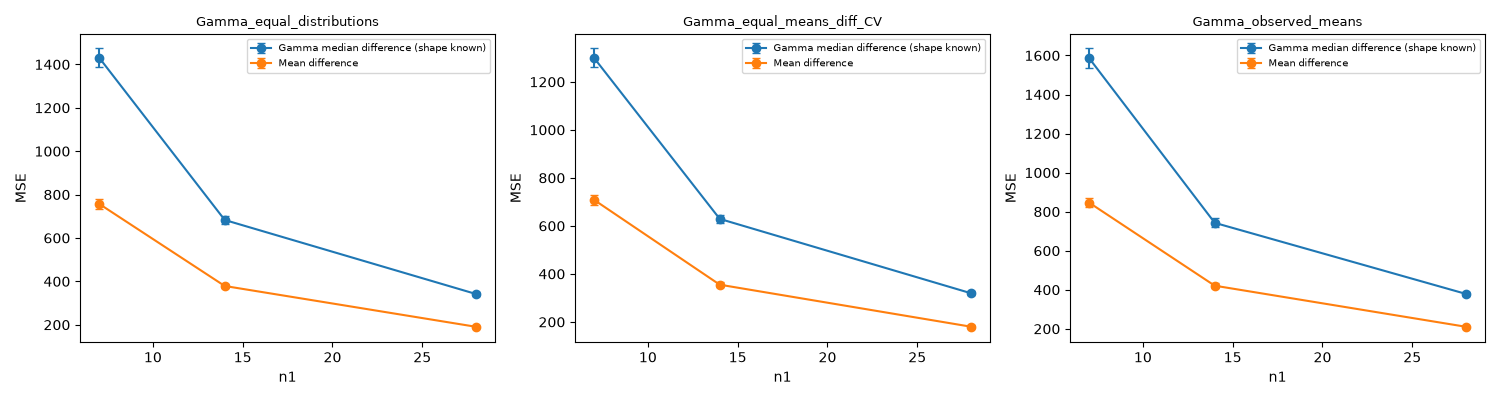 Gamma_equal_distributions
Gamma median difference (shape known)
Mean difference
1400
1200
1000
800
600
400
200
MSE
10
15
20
25
n1
Gamma_equal_means_diff_CV
Gamma median difference (shape known)
Mean difference
1200
1000
800
600
400
200
MSE
10
15
20
25
n1
Gamma_observed_means
Gamma median difference (shape known)
Mean difference
1600
1400
1200
1000
800
600
400
200
MSE
10
15
20
25
n1